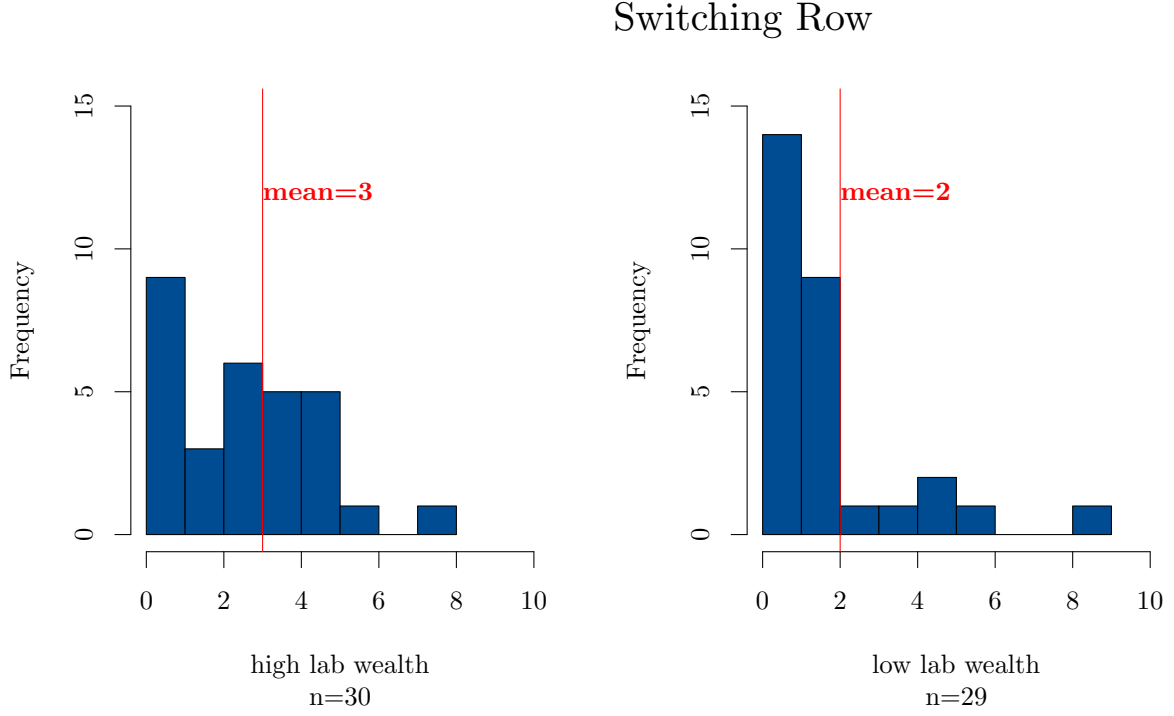 Switching Row
15
10
5
0
Frequency
mean=3
0 2 4 6 8 10
high lab wealth
n=30
15
10
5
0
Frequency
mean=2
0 2 4 6 8 10
low lab wealth
n=29